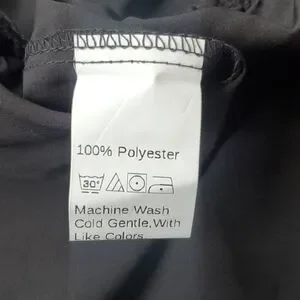 100% Polyester
30°
Machine Wash
Cold Gentle,With
Like Colors